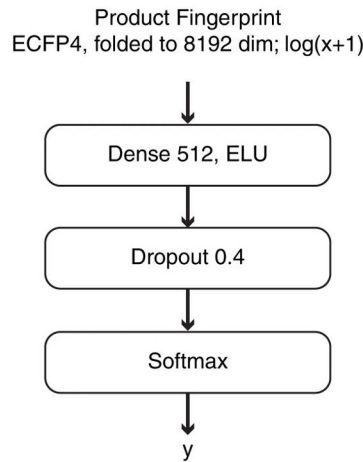 Product Fingerprint
ECFP4, folded to 8192 dim; log(x+1)
Dense 512, ELU
Dropout 0.4
Softmax
y